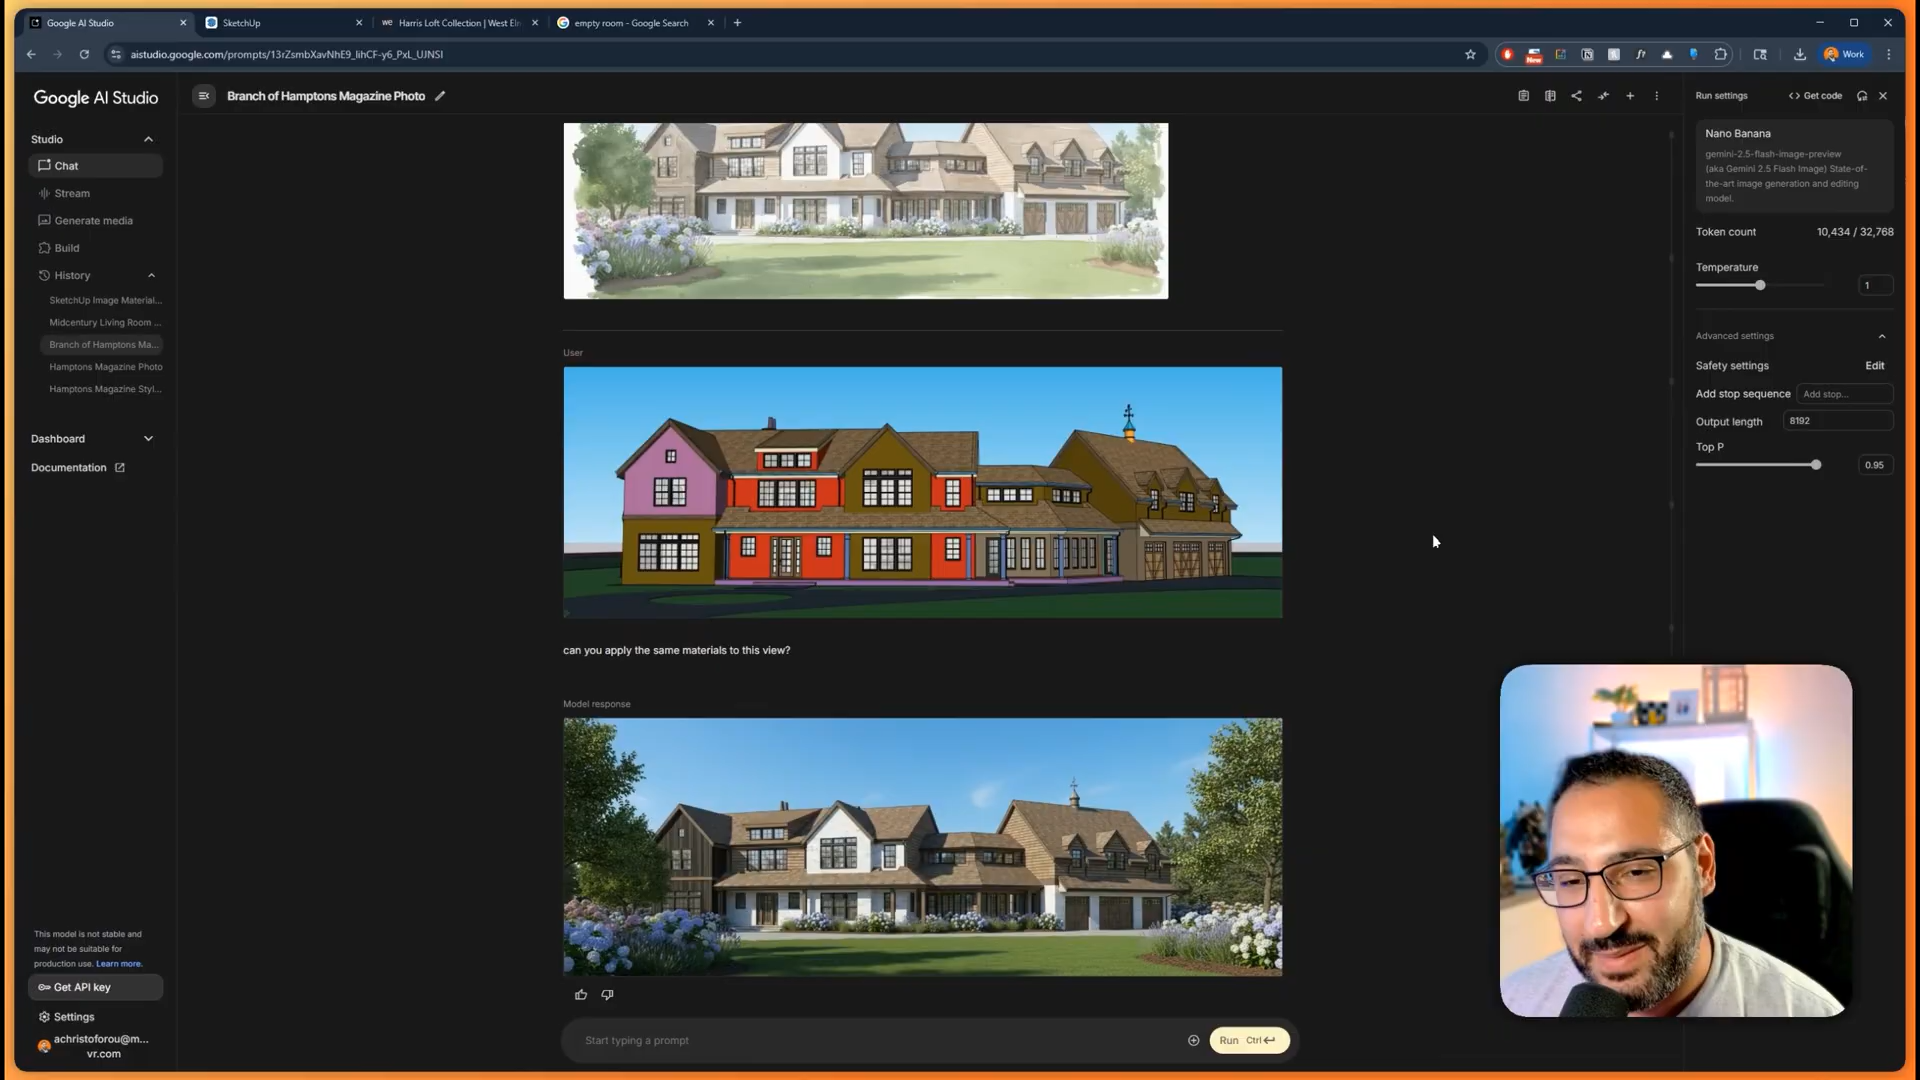 Google AI Studio
SketchUp
Harris Loft Collection | West El
empty room - Google Search
aistudio.google.com/prompts/13rZsmbXavNhE9_IihCF-y6_PxL_UJNSI
New
Work
Google AI Studio
Studio
Chat
Stream
Generate media
Build
History
SketchUp Image Material...
Midcentury Living Room ...
Branch of Hamptons Ma...
Hamptons Magazine Photo
Hamptons Magazine Styl...
Dashboard
Documentation
This model is not stable and
may not be suitable for
production use. Learn more.
Get API key
Settings
achristoforou@m...
vr.com
Branch of Hamptons Magazine Photo
User
can you apply the same materials to this view?
Model response
Start typing a prompt
Run Ctrl
Run settings
Get code
Nano Banana
gemini-2.5-flash-image-preview
(aka Gemini 2.5 Flash Image) State-of-
the-art image generation and editing
model.
Token count 10,434 / 32,768
Temperature
1
Advanced settings
Safety settings Edit
Add stop sequence Add stop...
Output length 8192
Top P
0.95